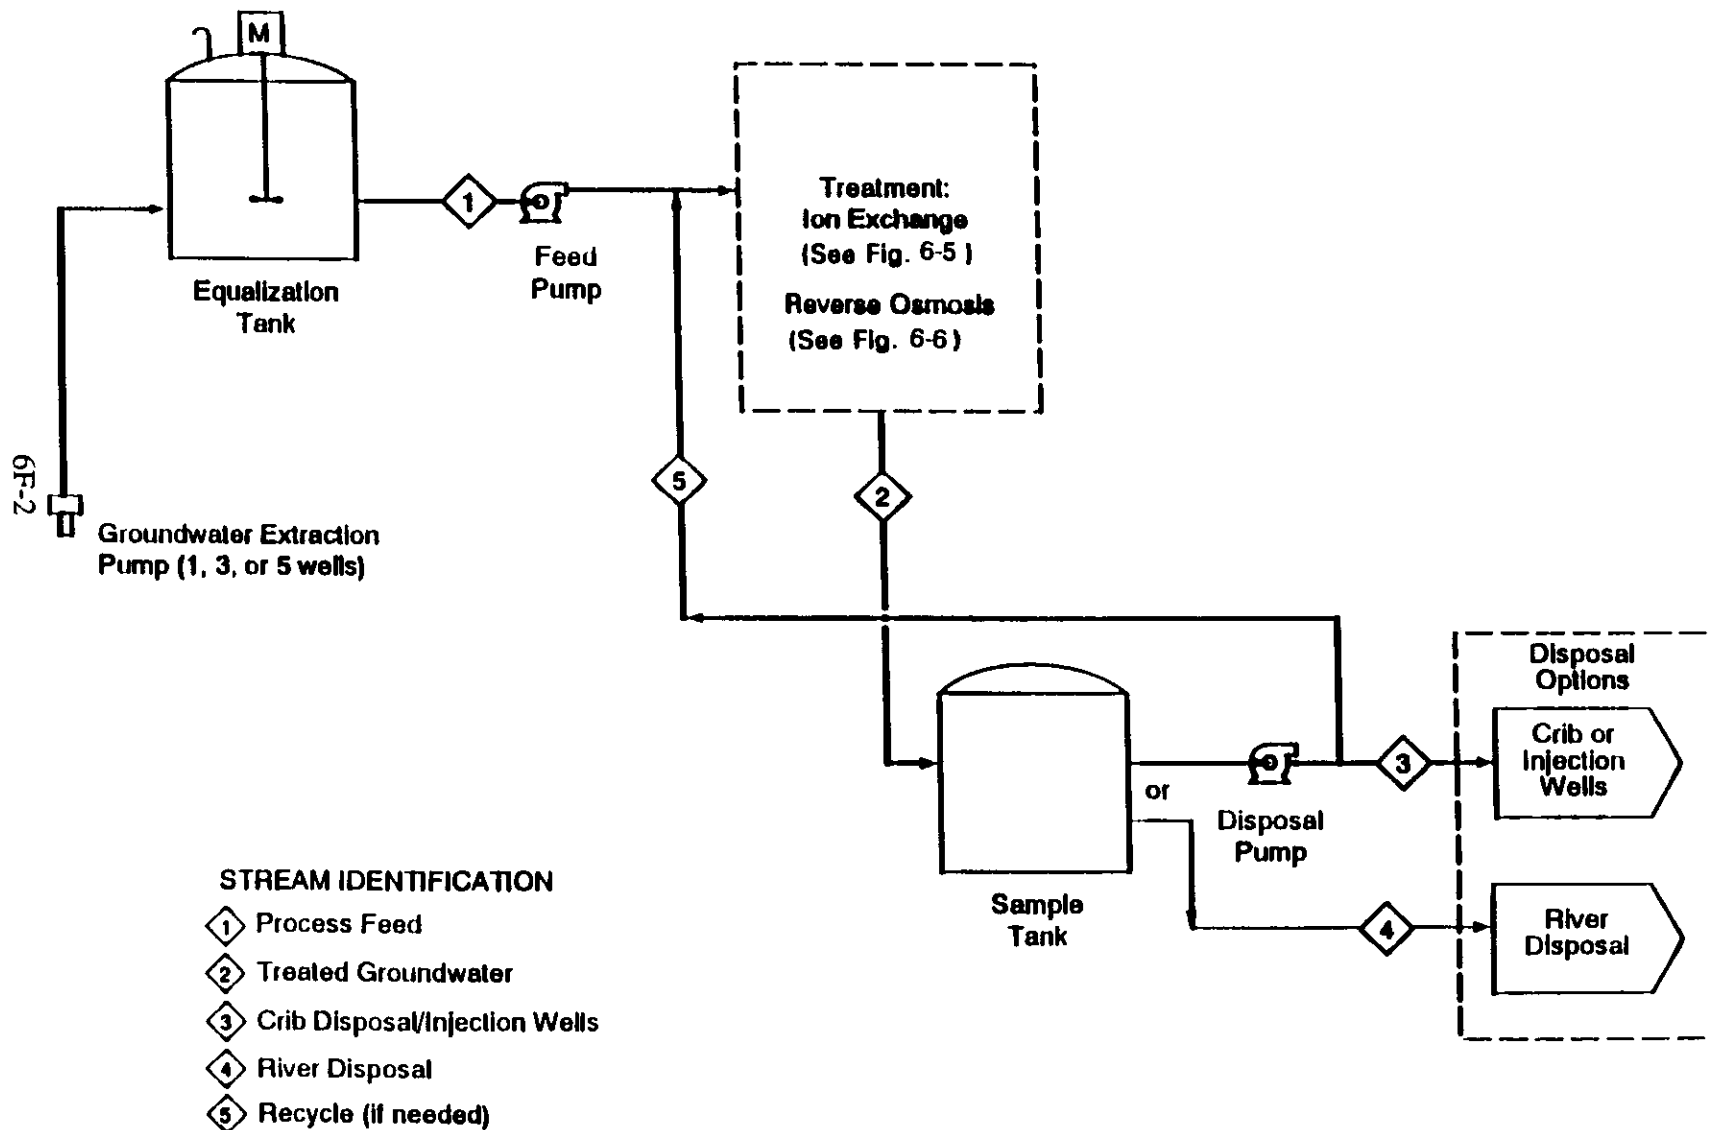 M
Treatment:
Ion Exchange
(See Fig. 6-5)
Reverse Osmosis
(See Fig. 6-6)
1
Feed
Pump
Equalization
Tank
5
2
6F-2
Groundwater Extraction
Pump (1, 3, or 5 wells)
Disposal
Options
Crib or
Injection
Wells
3
or
Disposal
Pump
Sample
Tank
4
River
Disposal
STREAM IDENTIFICATION
1 Process Feed
2 Treated Groundwater
3 Crib Disposal/Injection Wells
4 River Disposal
5 Recycle (if needed)